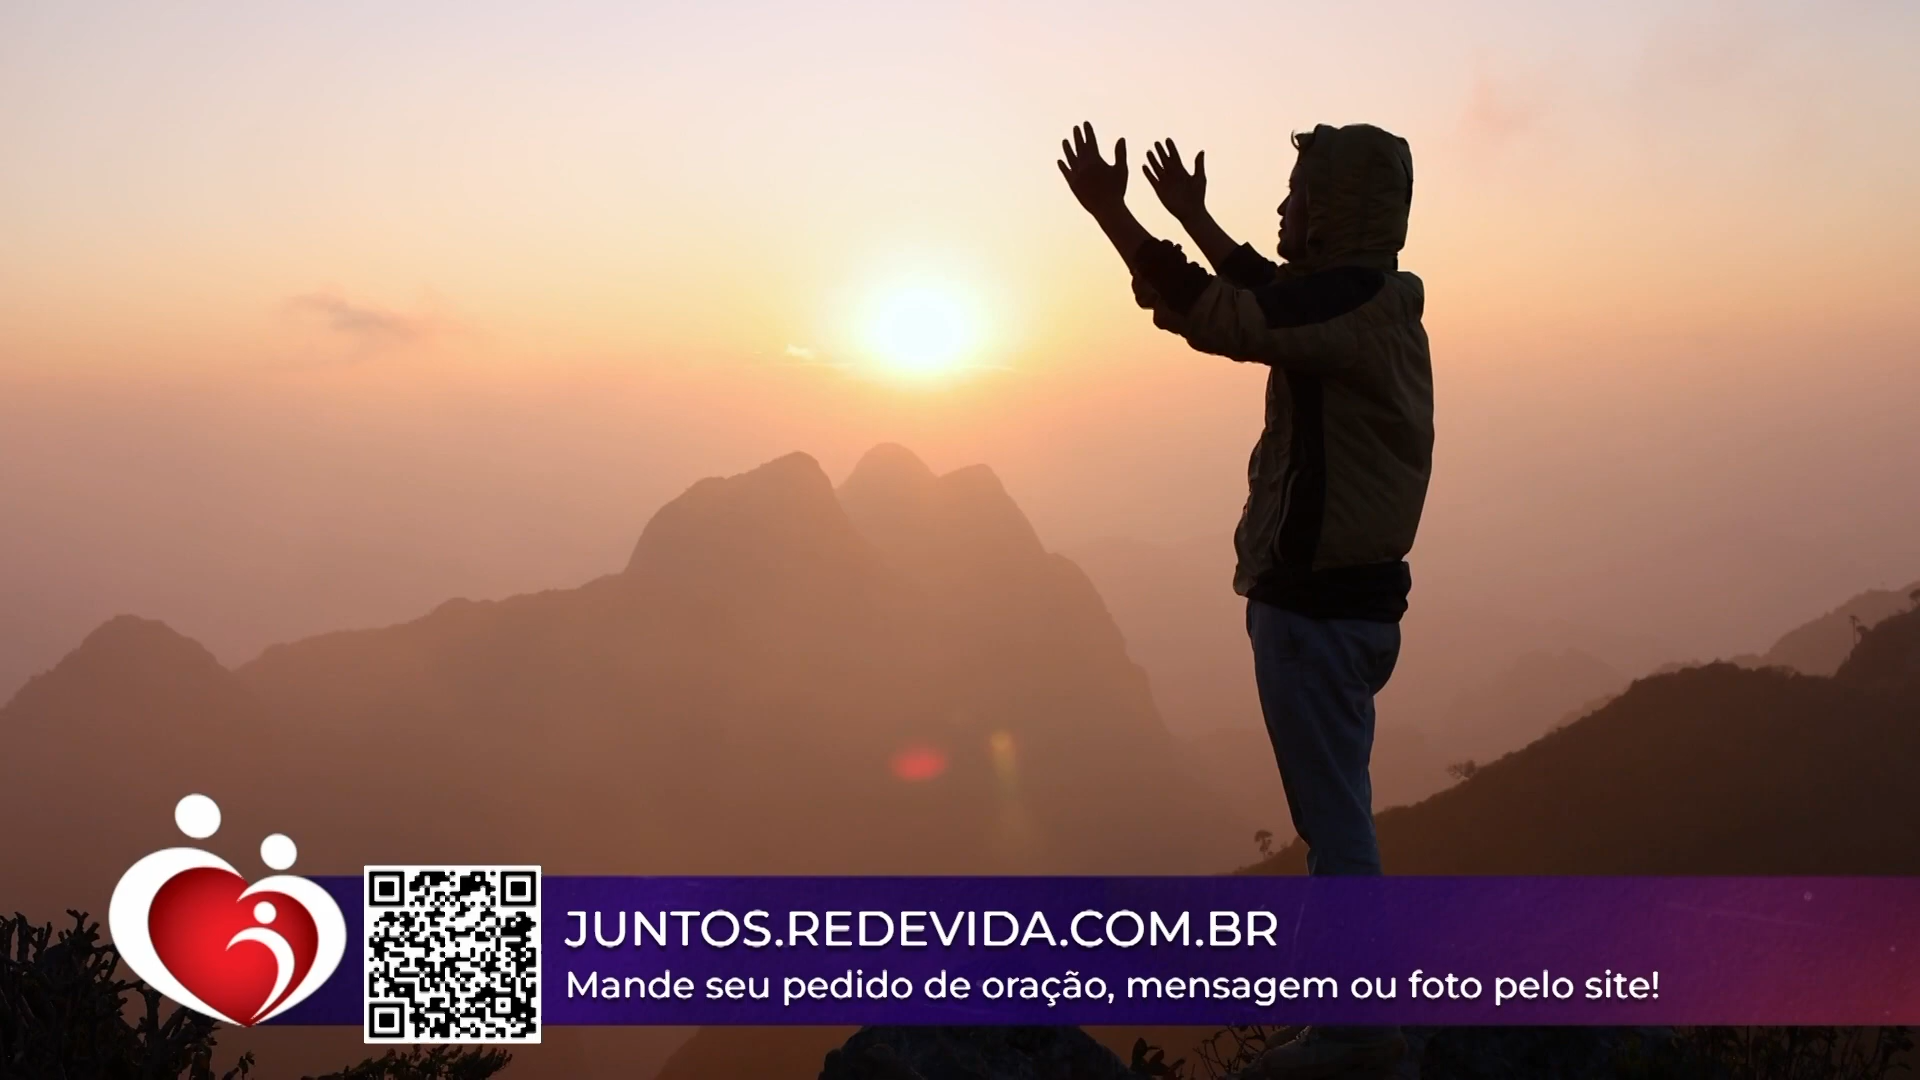 JUNTOS.REDEVIDA.COM.BR
Mande seu pedido de oração, mensagem ou foto pelo site!